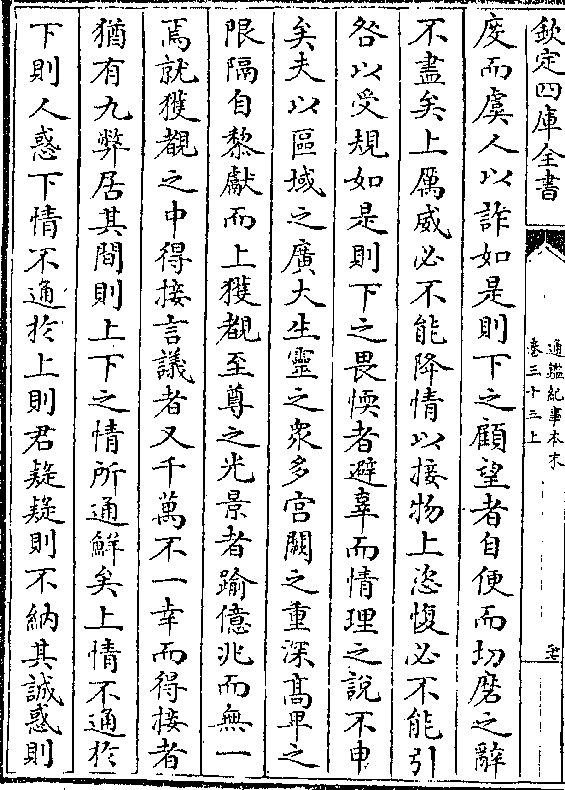 欽定四庫全書
通鑑紀事本末
卷三十三上
度而虞人以詐如是則下之顧望者自便而切磨之辭
不盡矣上厲威必不能降情以接物上恣愎必不能引
咎以受規如是則下之畏愞者避辜而情理之說不申
矣夫以區域之廣大生靈之衆多宫闕之重深髙卑之
限隔自黎獻而上獲覩至尊之光景者踰億兆而無一
焉就獲覩之中得接言議者又千萬不一幸而得接者
猶有九弊居其間則上下之情所通鮮矣上情不通於
下則人惑下情不通於上則君疑疑則不納其誠惑則